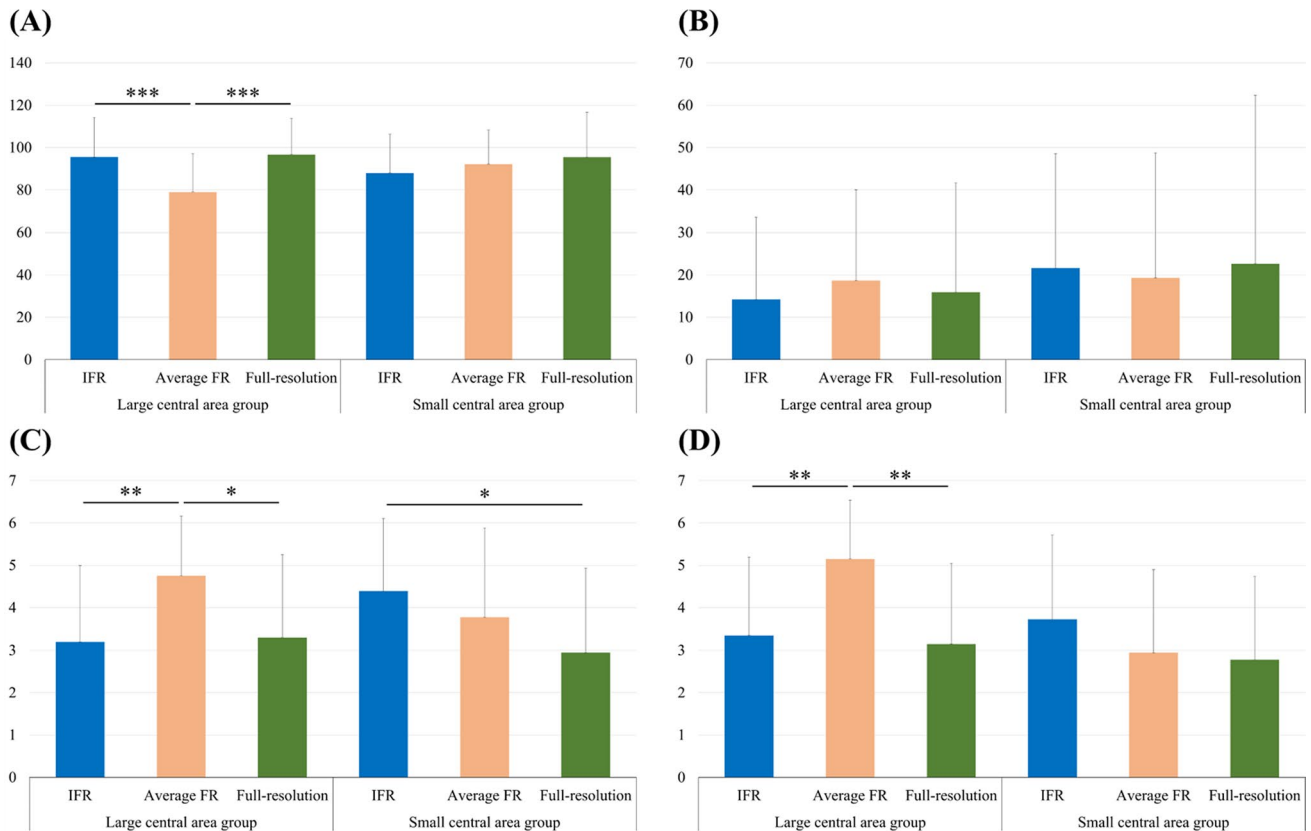 (A)
140
120
100
80
60
40
20
0
*** ***
IFR Average FR Full-resolution IFR Average FR Full-resolution
Large central area group Small central area group
(B)
70
60
50
40
30
20
10
0
IFR Average FR Full-resolution IFR Average FR Full-resolution
Large central area group Small central area group
(C)
7
6
5
4
3
2
1
0
** * *
IFR Average FR Full-resolution IFR Average FR Full-resolution
Large central area group Small central area group
(D)
7
6
5
4
3
2
1
0
** **
IFR Average FR Full-resolution IFR Average FR Full-resolution
Large central area group Small central area group